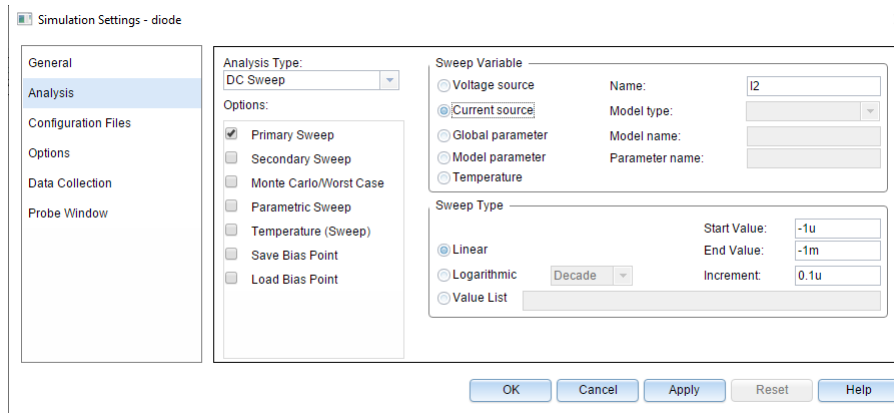 Simulation Settings - diode
General
Analysis
Configuration Files
Options
Data Collection
Probe Window
Analysis Type:
DC Sweep
Options:
Primary Sweep
Secondary Sweep
Monte Carlo/Worst Case
Parametric Sweep
Temperature (Sweep)
Save Bias Point
Load Bias Point
Sweep Variable
Voltage source
Name: I2
Current source
Model type:
Global parameter
Model name:
Model parameter
Parameter name:
Temperature
Sweep Type
Start Value: -1u
Linear
End Value: -1m
Logarithmic Decade
Increment: 0.1u
Value List
OK Cancel Apply Reset Help